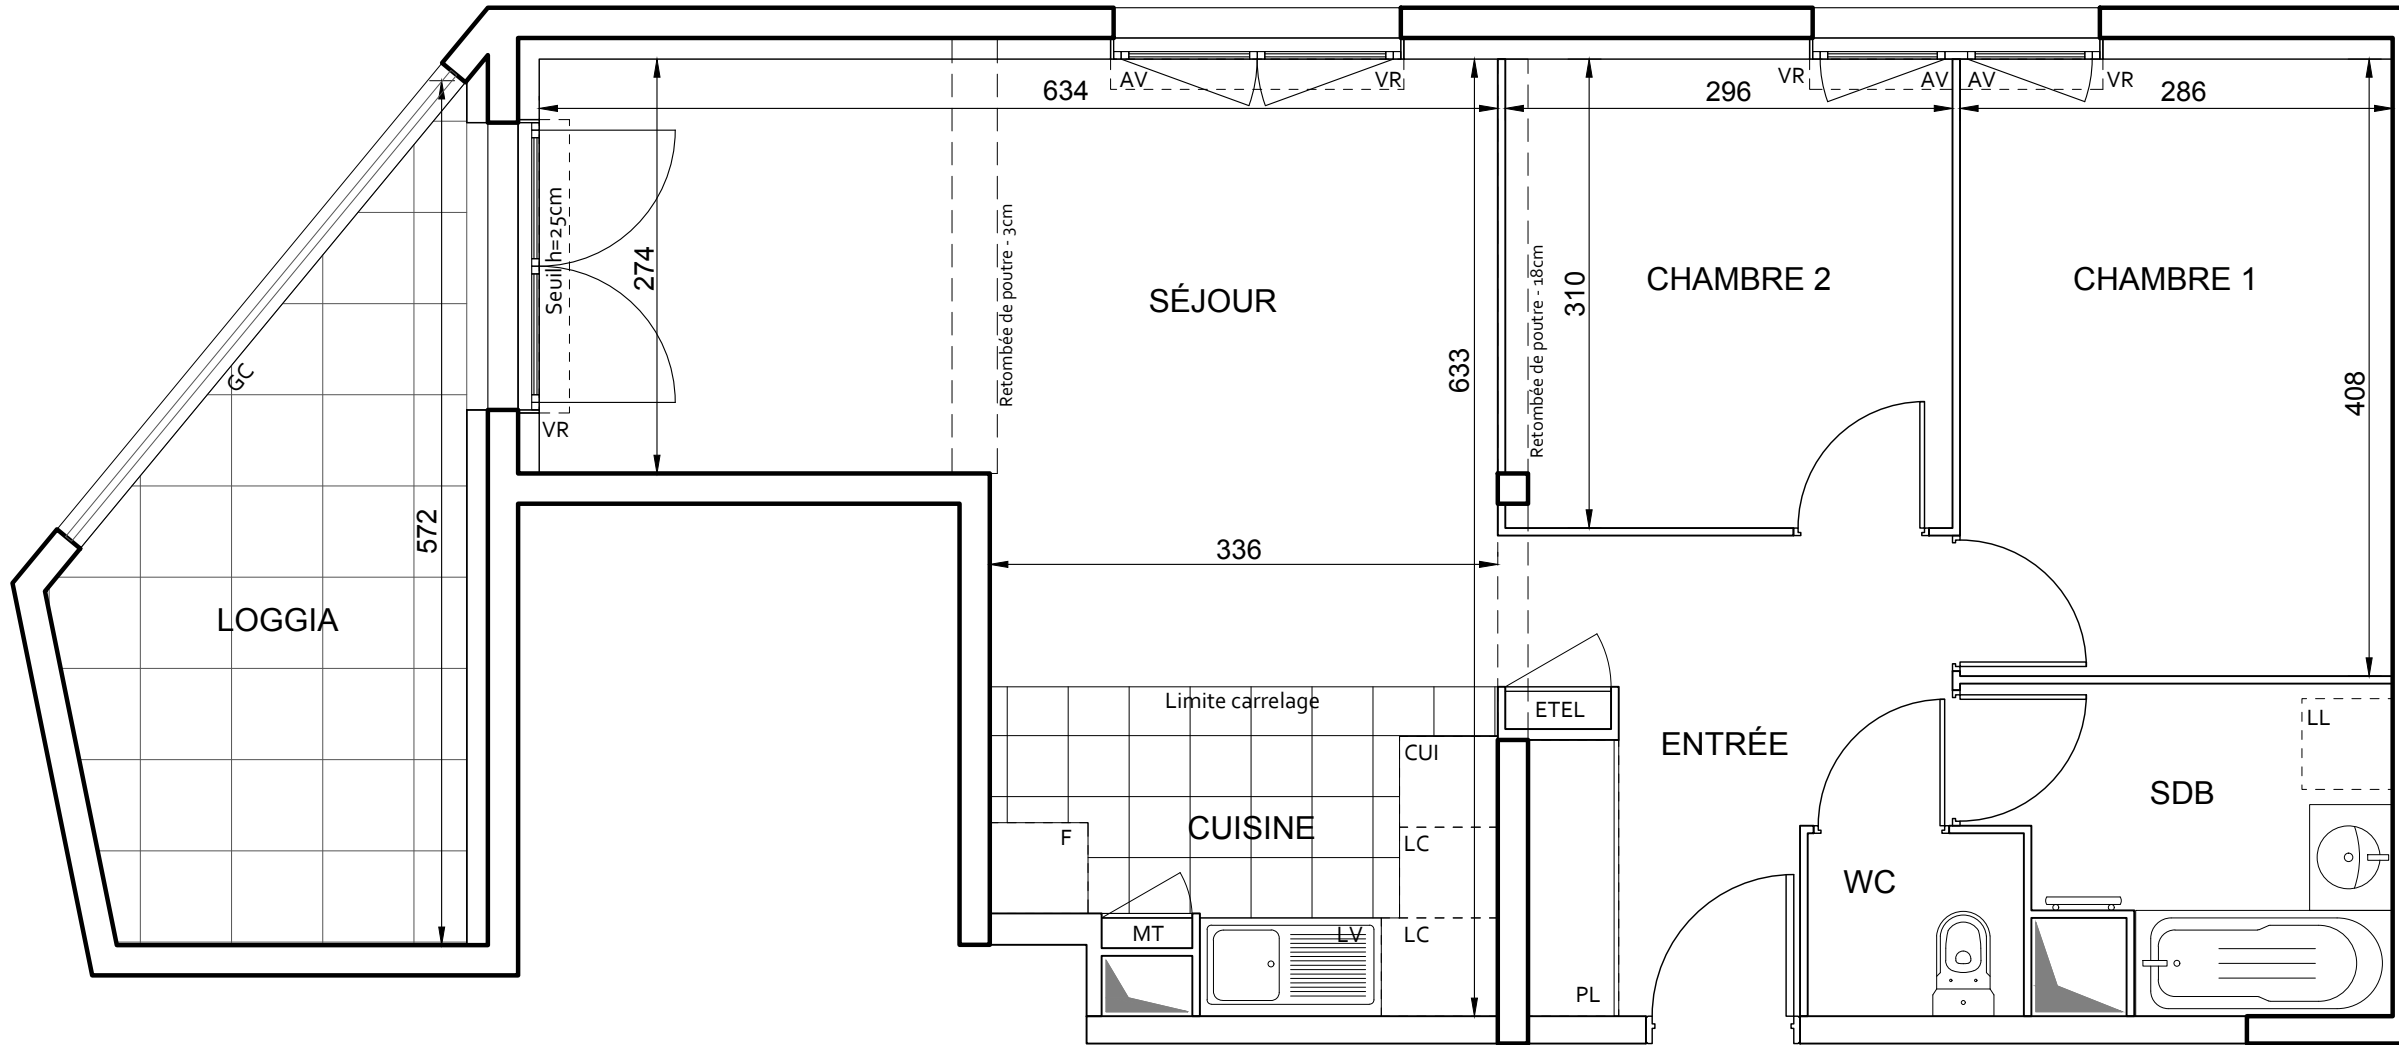 AV
VR
VR
AV
AV
VR
634
296
286
Seuil h=25cm
274
Retombée de poutre - 3cm
SÉJOUR
Retombée de poutre - 18cm
310
CHAMBRE 2
CHAMBRE 1
GC
633
408
VR
572
336
LOGGIA
Limite carrelage
ETEL
LL
CUI
ENTRÉE
SDB
F
CUISINE
LC
WC
MT
LV
LC
PL